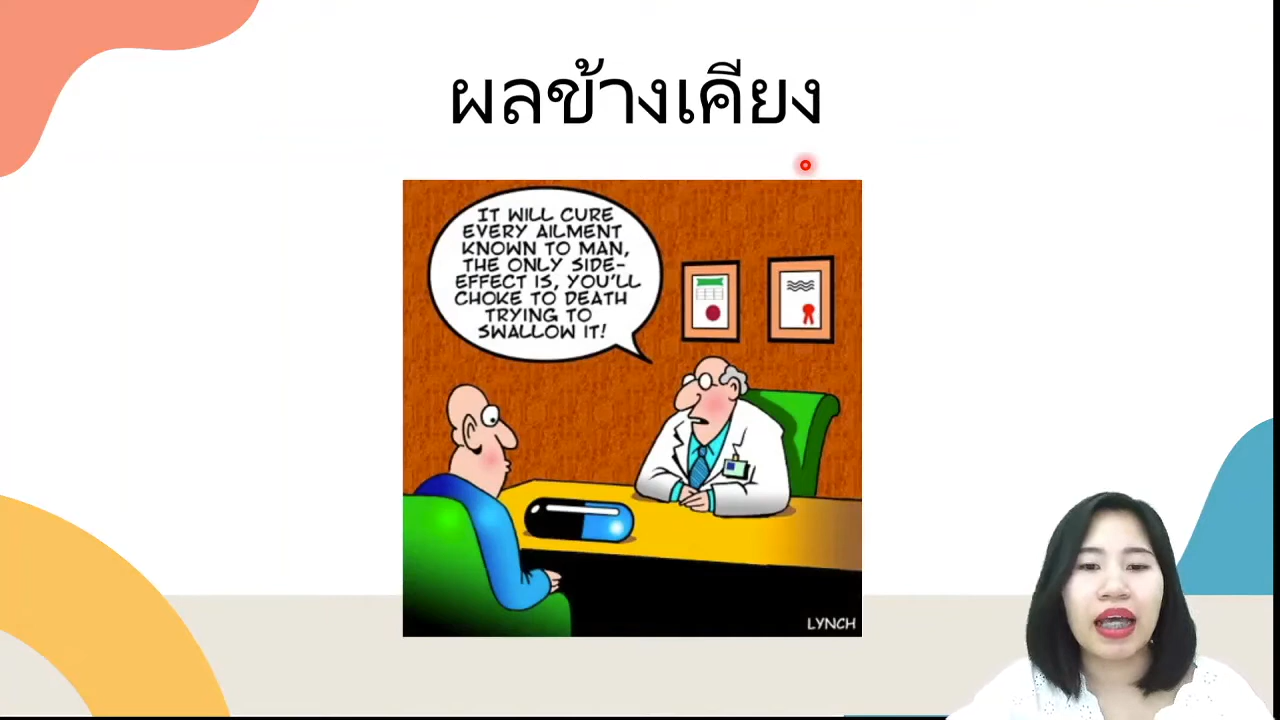 ผลข้างเคียง
IT WILL CURE
EVERY AILMENT
KNOWN TO MAN,
THE ONLY SIDE-
EFFECT IS, YOU'LL
CHOKE TO DEATH
TRYING TO
SWALLOW IT!
LYNCH